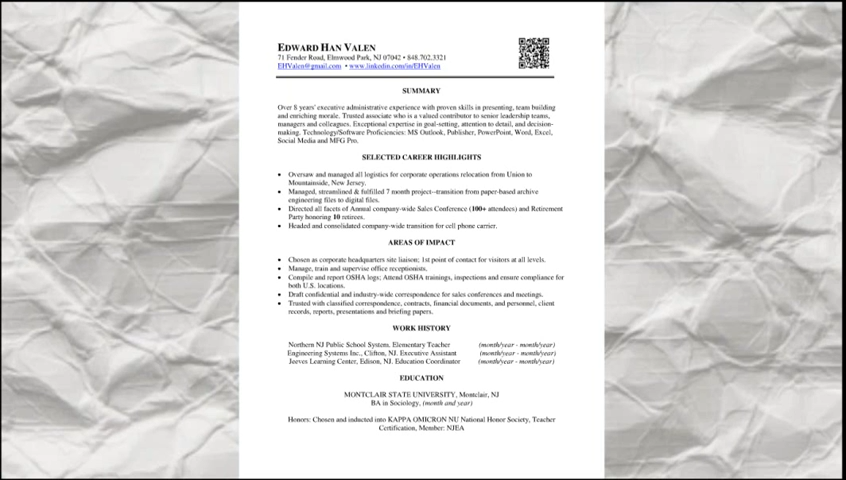 EDWARD HAN VALEN
71 Fender Road, Elmwood Park, NJ 07042 • 848.702.3321
EHValen@gmail.com • www.linkedin.com/in/EHValen
SUMMARY
Over 8 years' executive administrative experience with proven skills in presenting, team building
and enriching morale. Trusted associate who is a valued contributor to senior leadership teams,
managers and colleagues. Exceptional expertise in goal-setting, attention to detail, and decision-
making. Technology/Software Proficiencies: MS Outlook, Publisher, PowerPoint, Word, Excel,
Social Media and MFG Pro.
SELECTED CAREER HIGHLIGHTS
• Oversaw and managed all logistics for corporate operations relocation from Union to
Mountainside, New Jersey.
• Managed, streamlined & fulfilled 7 month project--transition from paper-based archive
engineering files to digital files.
• Directed all facets of Annual company-wide Sales Conference (100+ attendees) and Retirement
Party honoring 10 retirees.
• Headed and consolidated company-wide transition for cell phone carrier.
AREAS OF IMPACT
• Chosen as corporate headquarters site liaison; 1st point of contact for visitors at all levels.
• Manage, train and supervise office receptionists.
• Compile and report OSHA logs; Attend OSHA trainings, inspections and ensure compliance for
both U.S. locations.
• Draft confidential and industry-wide correspondence for sales conferences and meetings.
• Trusted with classified correspondence, contracts, financial documents, and personnel, client
records, reports, presentations and briefing papers.
WORK HISTORY
Northern NJ Public School System. Elementary Teacher (month/year - month/year)
Engineering Systems Inc., Clifton, NJ. Executive Assistant (month/year - month/year)
Jeeves Learning Center, Edison, NJ. Education Coordinator (month/year - month/year)
EDUCATION
MONTCLAIR STATE UNIVERSITY, Montclair, NJ
BA in Sociology, (month and year)
Honors: Chosen and inducted into KAPPA OMICRON NU National Honor Society, Teacher
Certification, Member: NJEA